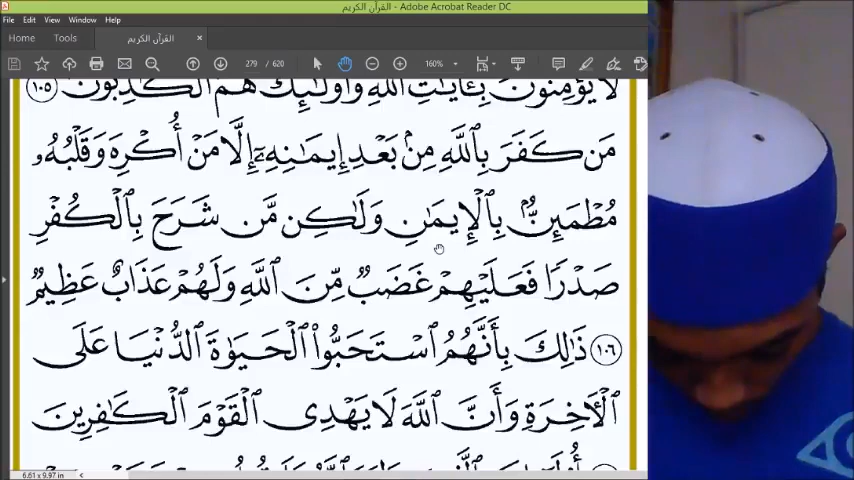 القرآن الكريم - Adobe Acrobat Reader DC
File Edit View Window Help
Home Tools القرآن الكريم ×
279 / 620 160%
لَا يُؤْمِنُونَ بِـَٔايَٰتِ ٱللَّهِ وَأُو۟لَٰٓئِكَ هُمُ ٱلْكَٰذِبُونَ ١٠٥
مَن كَفَرَ بِٱللَّهِ مِنۢ بَعْدِ إِيمَٰنِهِۦٓ إِلَّا مَنْ أُكْرِهَ وَقَلْبُهُۥ
مُطْمَئِنٌّۢ بِٱلْإِيمَٰنِ وَلَٰكِن مَّن شَرَحَ بِٱلْكُفْرِ
صَدْرًا فَعَلَيْهِمْ غَضَبٌ مِّنَ ٱللَّهِ وَلَهُمْ عَذَابٌ عَظِيمٌ
١٠٦ ذَٰلِكَ بِأَنَّهُمُ ٱسْتَحَبُّوا۟ ٱلْحَيَوٰةَ ٱلدُّنْيَا عَلَى
ٱلْءَاخِرَةِ وَأَنَّ ٱللَّهَ لَا يَهْدِى ٱلْقَوْمَ ٱلْكَٰفِرِينَ
6.61 x 9.97 in